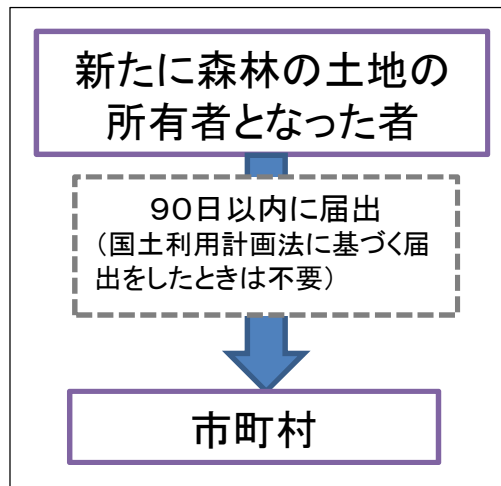 新たに森林の土地の
所有者となった者
90日以内に届出
（国土利用計画法に基づく届
出をしたときは不要）
市町村